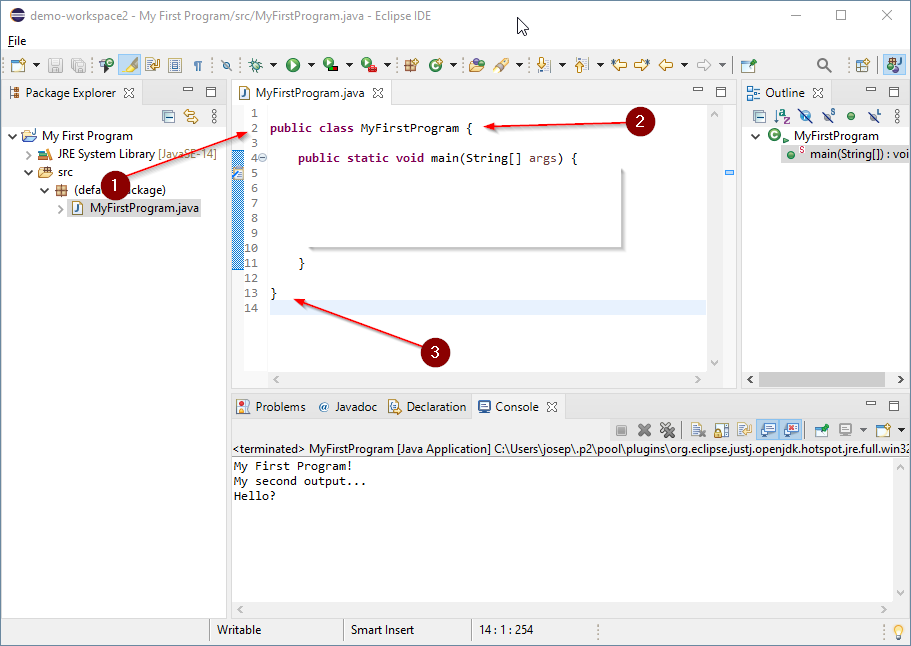 demo-workspace2 - My First Program/src/MyFirstProgram.java - Eclipse IDE
File
Package Explorer
MyFirstProgram.java
Outline
My First Program
JRE System Library [JavaSE-14]
src
(default package)
MyFirstProgram.java
1
2 public class MyFirstProgram {
3
4 public static void main(String[] args) {
5
6
7
8
9
10
11 }
12
13 }
14
1
2
3
MyFirstProgram
main(String[]) : voi
Problems @ Javadoc Declaration Console
<terminated> MyFirstProgram [Java Application] C:\Users\josep\.p2\pool\plugins\org.eclipse.justj.openjdk.hotspot.jre.full.win32
My First Program!
My second output...
Hello?
Writable Smart Insert 14 : 1 : 254